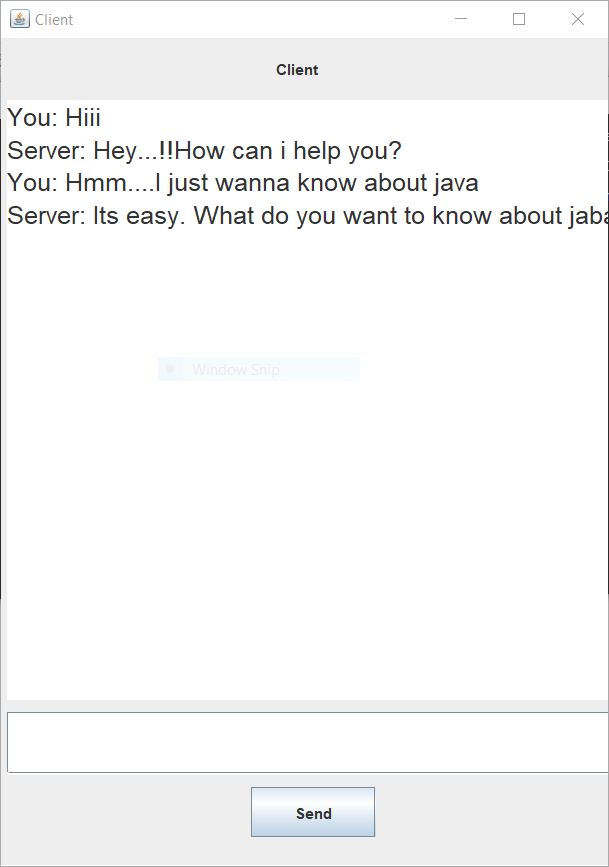 Client
Client
You: Hiii
Server: Hey...!!How can i help you?
You: Hmm....I just wanna know about java
Server: Its easy. What do you want to know about jaba
Window Snip
Send